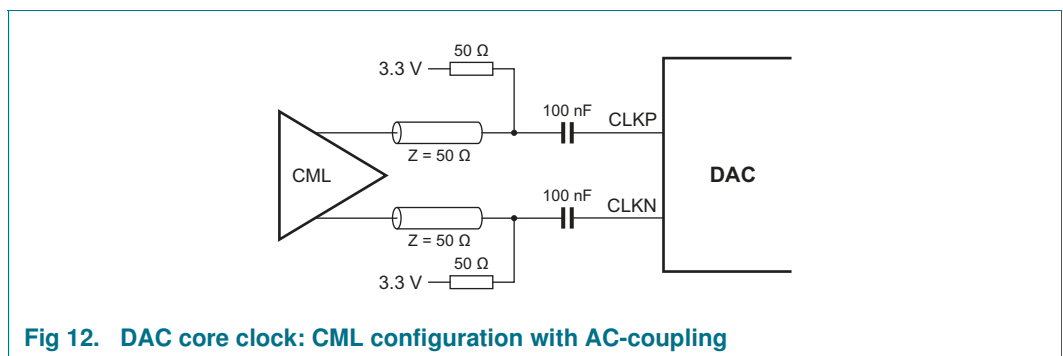 50 Ω
3.3 V
100 nF
CLKP
Z = 50 Ω
CML
DAC
100 nF
CLKN
Z = 50 Ω
50 Ω
3.3 V
Fig 12. DAC core clock: CML configuration with AC-coupling